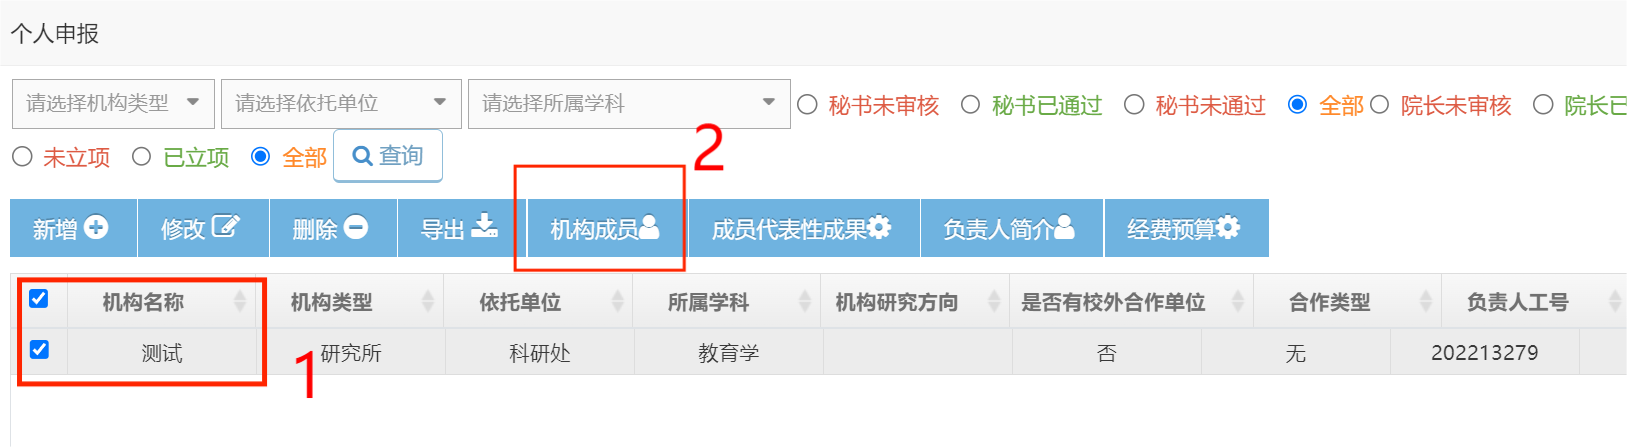 个人申报
请选择机构类型 请选择依托单位 请选择所属学科 秘书未审核 秘书已通过 秘书未通过 全部 院长未审核 院长已
未立项 已立项 全部 查询 2
新增 修改 删除 导出 机构成员 成员代表性成果 负责人简介 经费预算
机构名称 机构类型 依托单位 所属学科 机构研究方向 是否有校外合作单位 合作类型 负责人工号
测试 1 研究所 科研处 教育学 否 无 202213279